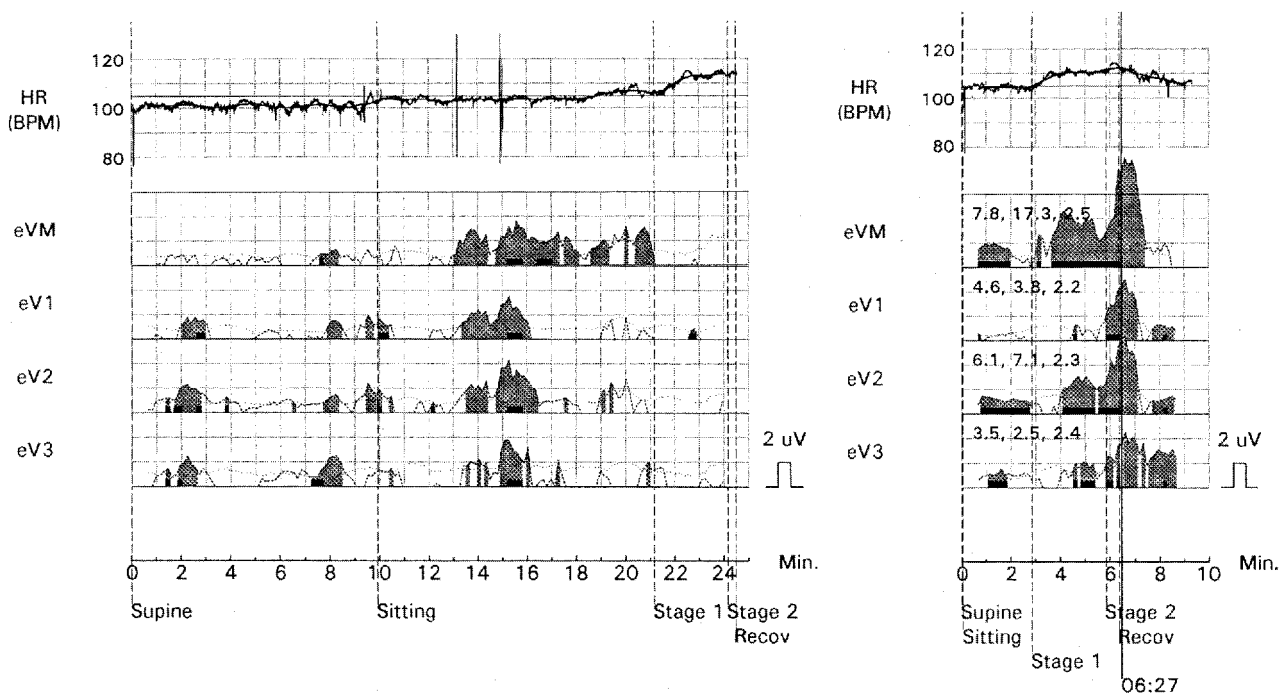 120
HR
100
(BPM)
80
eVM
eV1
eV2
eV3
2 uV
0 2 4 6 8 10 12 14 16 18 20 22 24 Min.
Supine Sitting Stage 1 Stage 2
Recov
120
HR
100
(BPM)
80
eVM
7.8, 17.3, 2.5
eV1
4.6, 3.8, 2.2
eV2
6.1, 7.1, 2.3
eV3
3.5, 2.5, 2.4
2 uV
0 2 4 6 8 10 Min.
Supine Stage 2
Sitting Recov
Stage 1
06:27